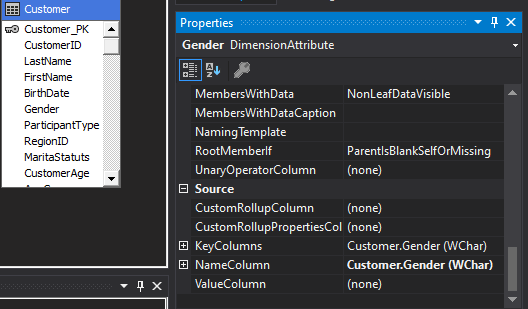 Customer
Customer_PK
CustomerID
LastName
FirstName
BirthDate
Gender
ParticipantType
RegionID
MaritaStatuts
CustomerAge
Properties
Gender DimensionAttribute
MembersWithData NonLeafDataVisible
MembersWithDataCaption
NamingTemplate
RootMemberIf ParentIsBlankSelfOrMissing
UnaryOperatorColumn (none)
Source
CustomRollupColumn (none)
CustomRollupPropertiesCol (none)
KeyColumns Customer.Gender (WChar)
NameColumn Customer.Gender (WChar)
ValueColumn (none)